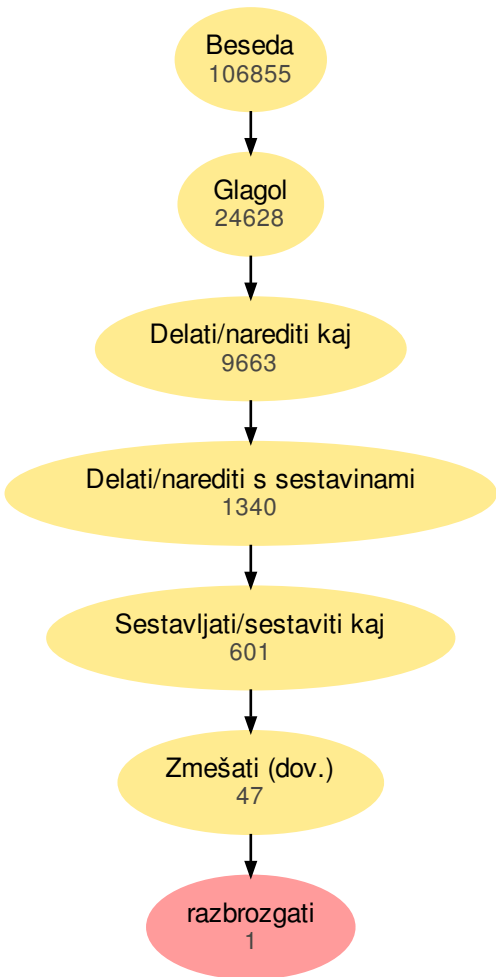 Beseda
106855
Glagol
24628
Delati/narediti kaj
9663
Delati/narediti s sestavinami
1340
Sestavljati/sestaviti kaj
601
Zmešati (dov.)
47
razbrozgati
1